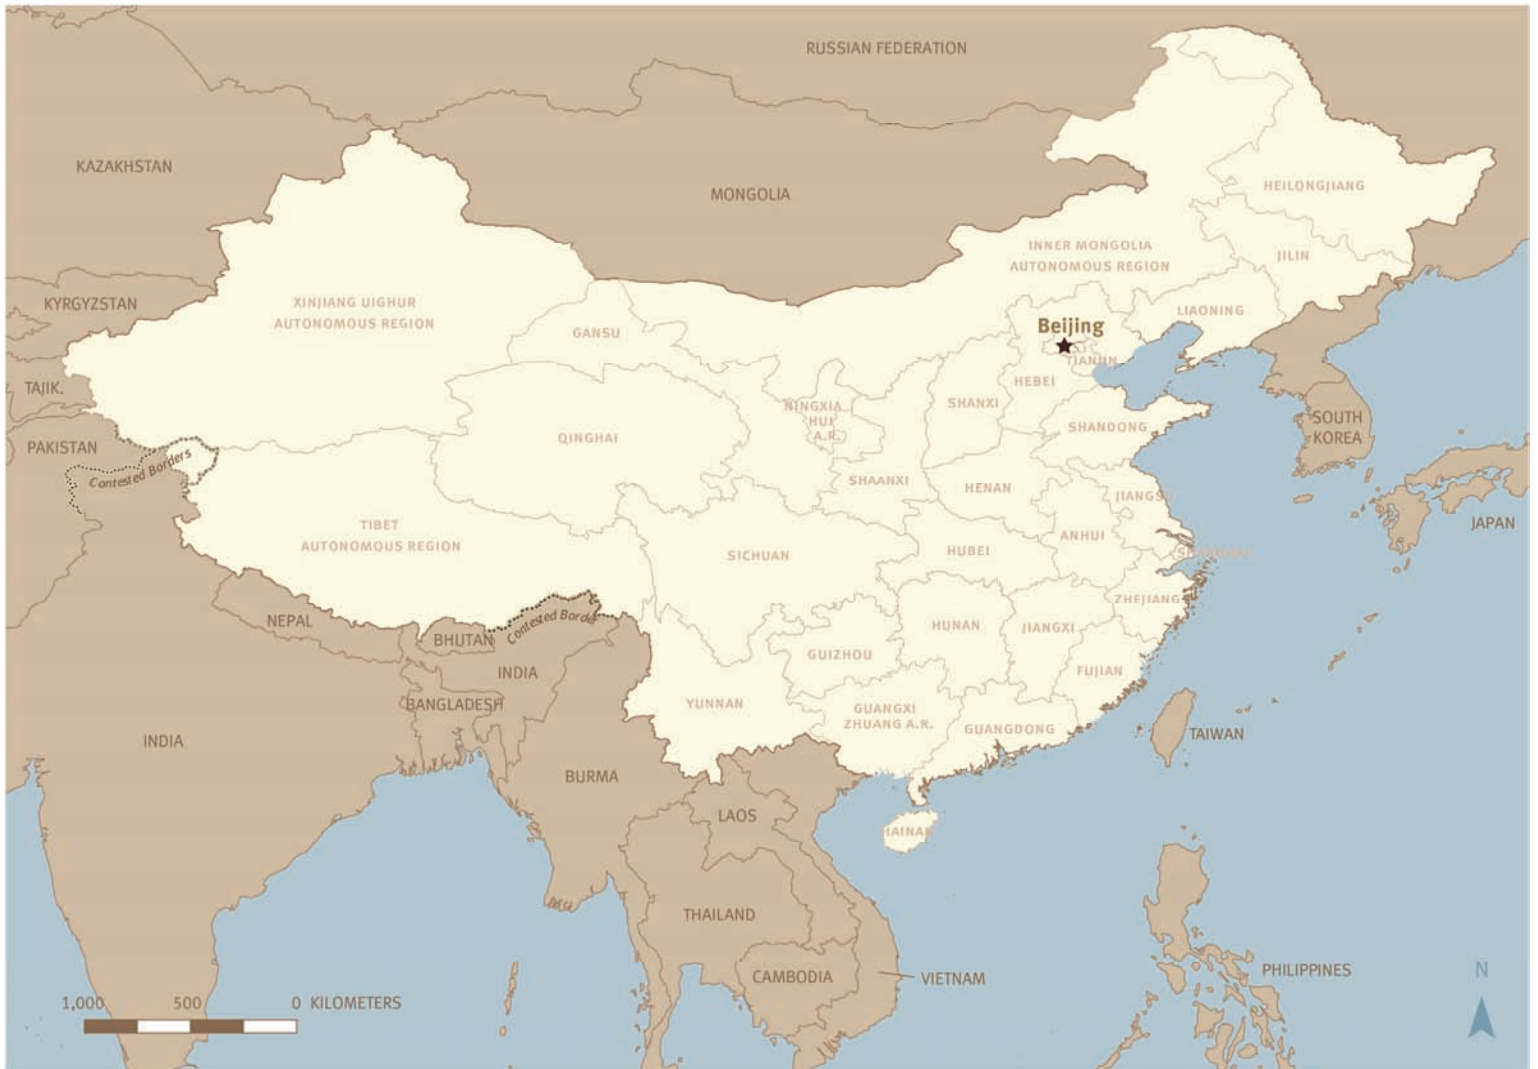 RUSSIAN FEDERATION
KAZAKHSTAN
MONGOLIA
HEILONGJIANG
INNER MONGOLIA
AUTONOMOUS REGION
JILIN
KYRGYZSTAN
XINJIANG UIGHUR
AUTONOMOUS REGION
GANSU
LIAONING
Beijing
TIANJIN
TAJIK.
HEBEI
NINGXIA
HUI
A.R.
SHANXI
SHANDONG
SOUTH
KOREA
PAKISTAN
Contested Borders
QINGHAI
SHAANXI
HENAN
JIANGSU
JAPAN
TIBET
AUTONOMOUS REGION
SICHUAN
HUBEI
ANHUI
SHANGHAI
ZHEJIANG
NEPAL
BHUTAN
Contested Border
HUNAN
JIANGXI
GUIZHOU
INDIA
FUJIAN
BANGLADESH
YUNNAN
GUANGXI
ZHUANG A.R.
GUANGDONG
TAIWAN
INDIA
BURMA
LAOS
HAINAN
THAILAND
CAMBODIA
VIETNAM
PHILIPPINES
N
1,000 500 0 KILOMETERS